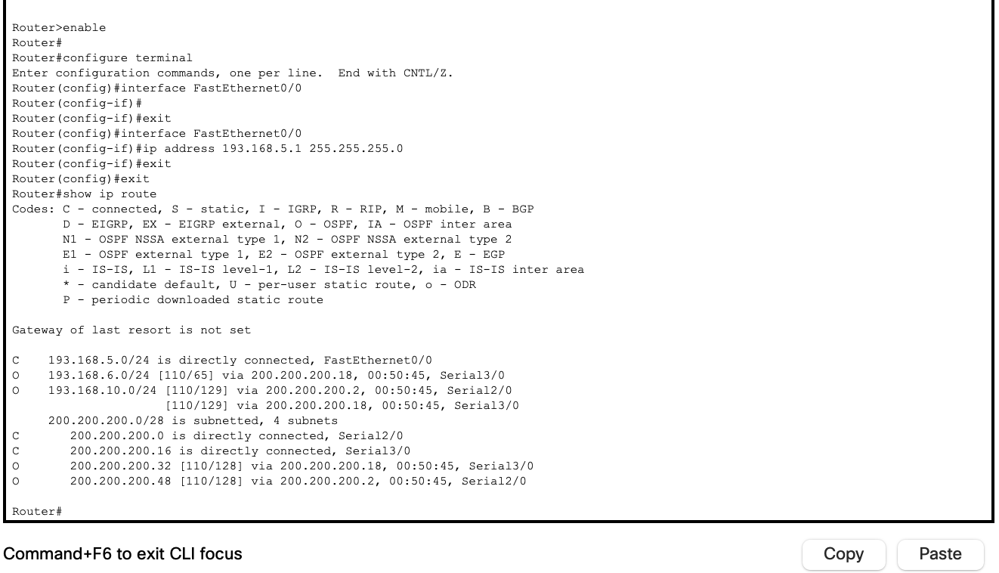 Router>enable
Router#
Router#configure terminal
Enter configuration commands, one per line.  End with CNTL/Z.
Router(config)#interface FastEthernet0/0
Router(config-if)#
Router(config-if)#exit
Router(config)#interface FastEthernet0/0
Router(config-if)#ip address 193.168.5.1 255.255.255.0
Router(config-if)#exit
Router(config)#exit
Router#show ip route
Codes: C - connected, S - static, I - IGRP, R - RIP, M - mobile, B - BGP
       D - EIGRP, EX - EIGRP external, O - OSPF, IA - OSPF inter area
       N1 - OSPF NSSA external type 1, N2 - OSPF NSSA external type 2
       E1 - OSPF external type 1, E2 - OSPF external type 2, E - EGP
       i - IS-IS, L1 - IS-IS level-1, L2 - IS-IS level-2, ia - IS-IS inter area
       * - candidate default, U - per-user static route, o - ODR
       P - periodic downloaded static route

Gateway of last resort is not set

C    193.168.5.0/24 is directly connected, FastEthernet0/0
O    193.168.6.0/24 [110/65] via 200.200.200.18, 00:50:45, Serial3/0
O    193.168.10.0/24 [110/129] via 200.200.200.2, 00:50:45, Serial2/0
                     [110/129] via 200.200.200.18, 00:50:45, Serial3/0
     200.200.200.0/28 is subnetted, 4 subnets
C       200.200.200.0 is directly connected, Serial2/0
C       200.200.200.16 is directly connected, Serial3/0
O       200.200.200.32 [110/128] via 200.200.200.18, 00:50:45, Serial3/0
O       200.200.200.48 [110/128] via 200.200.200.2, 00:50:45, Serial2/0

Router#
Command+F6 to exit CLI focus
Copy
Paste